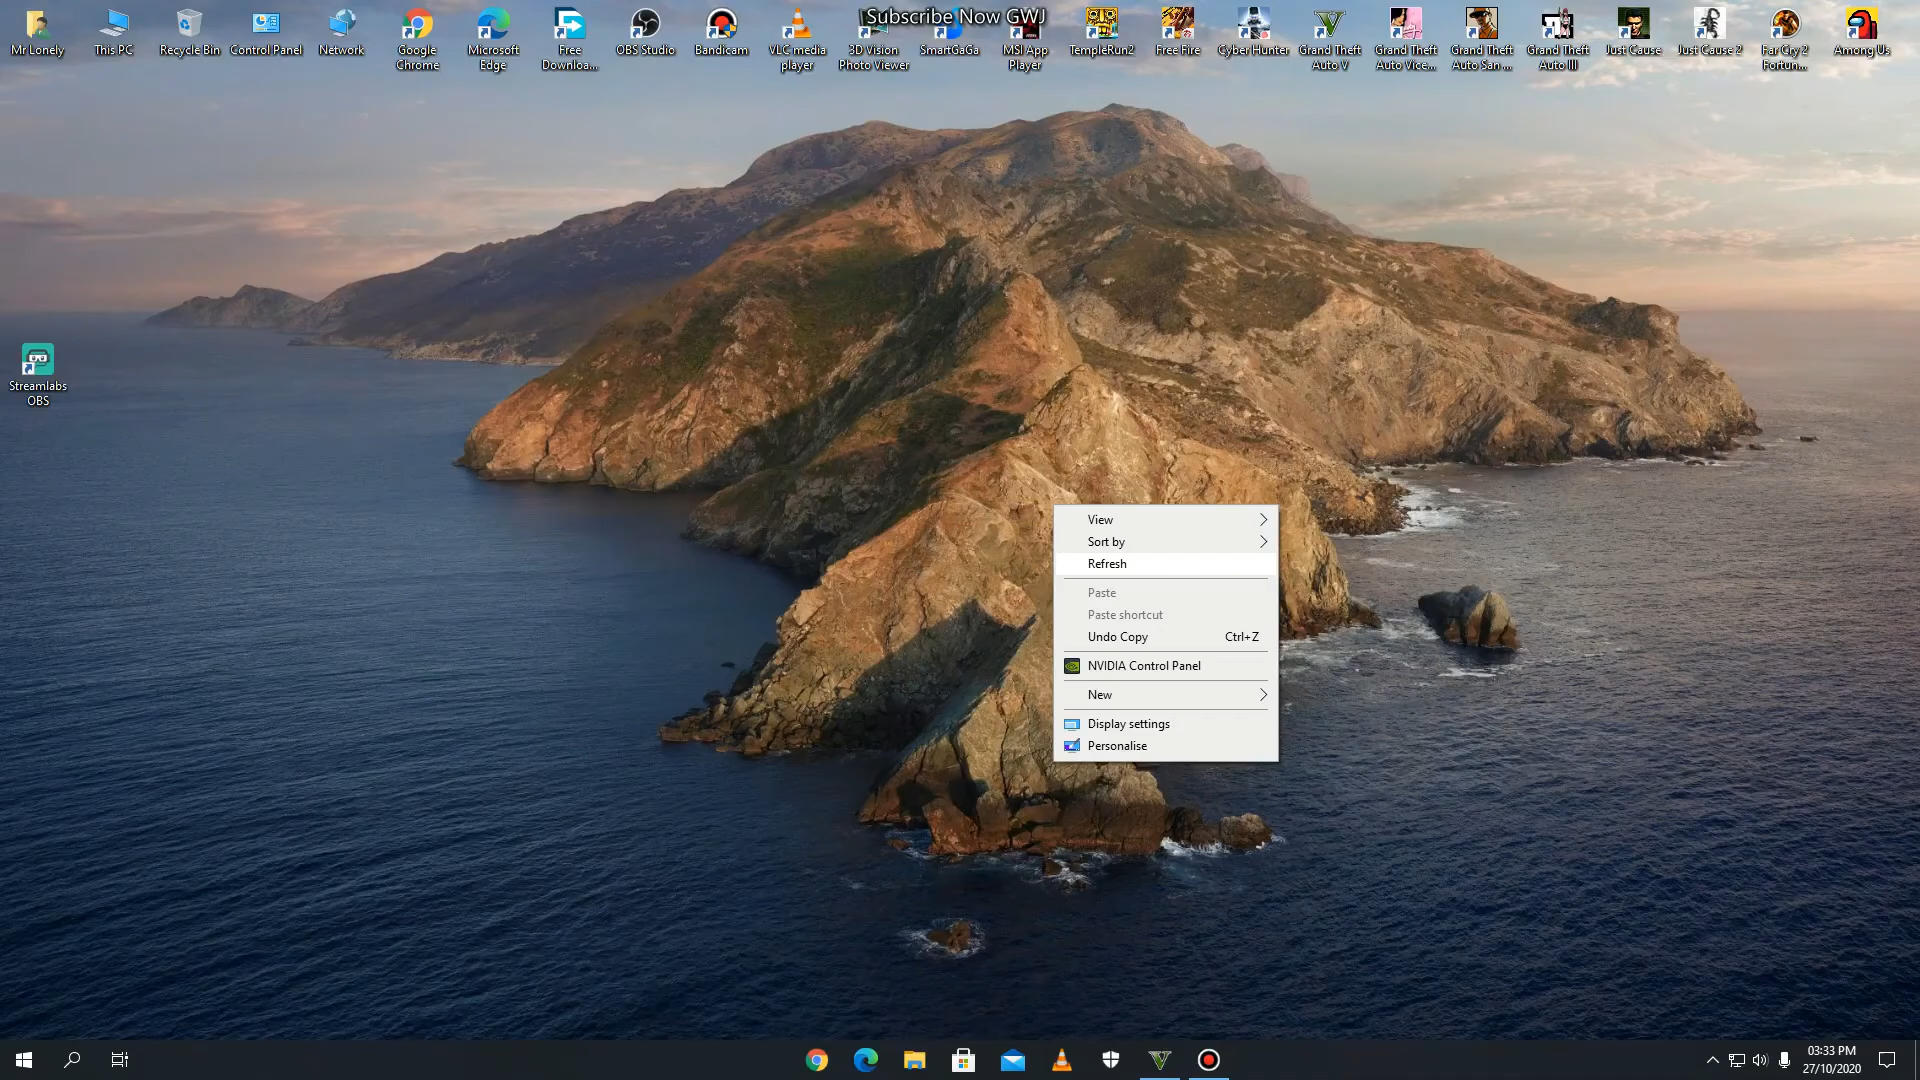 Subscribe Now GWJ
Mr Lonely
This PC
Recycle Bin
Control Panel
Network
Google
Chrome
Microsoft
Edge
Free
Downloa...
OBS Studio
Bandicam
VLC media
player
3D Vision
Photo Viewer
SmartGaGa
MSI App
Player
TempleRun2
Free Fire
Cyber Hunter
Grand Theft
Auto V
Grand Theft
Auto Vice...
Grand Theft
Auto San ...
Grand Theft
Auto III
Just Cause
Just Cause 2
Far Cry 2
Fortun...
Among Us
Streamlabs
OBS
View
Sort by
Refresh
Paste
Paste shortcut
Undo Copy Ctrl+Z
NVIDIA Control Panel
New
Display settings
Personalise
03:33 PM
27/10/2020